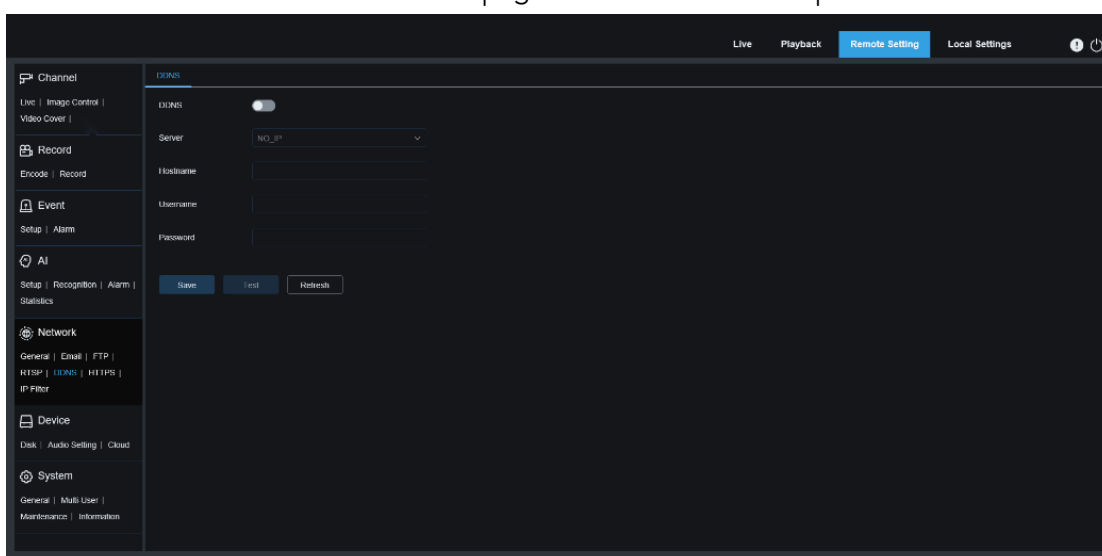 Live Playback Remote Setting Local Settings
Channel
Live | Image Control |
Video Cover |
Record
Encode | Record
Event
Setup | Alarm
AI
Setup | Recognition | Alarm |
Statistics
Network
General | Email | FTP |
RTSP | DDNS | HTTPS |
IP Filter
Device
Disk | Audio Setting | Cloud
System
General | Multi-User |
Maintenance | Information
DDNS
DDNS
Server NO_IP
Hostname
Username
Password
Save Test Refresh